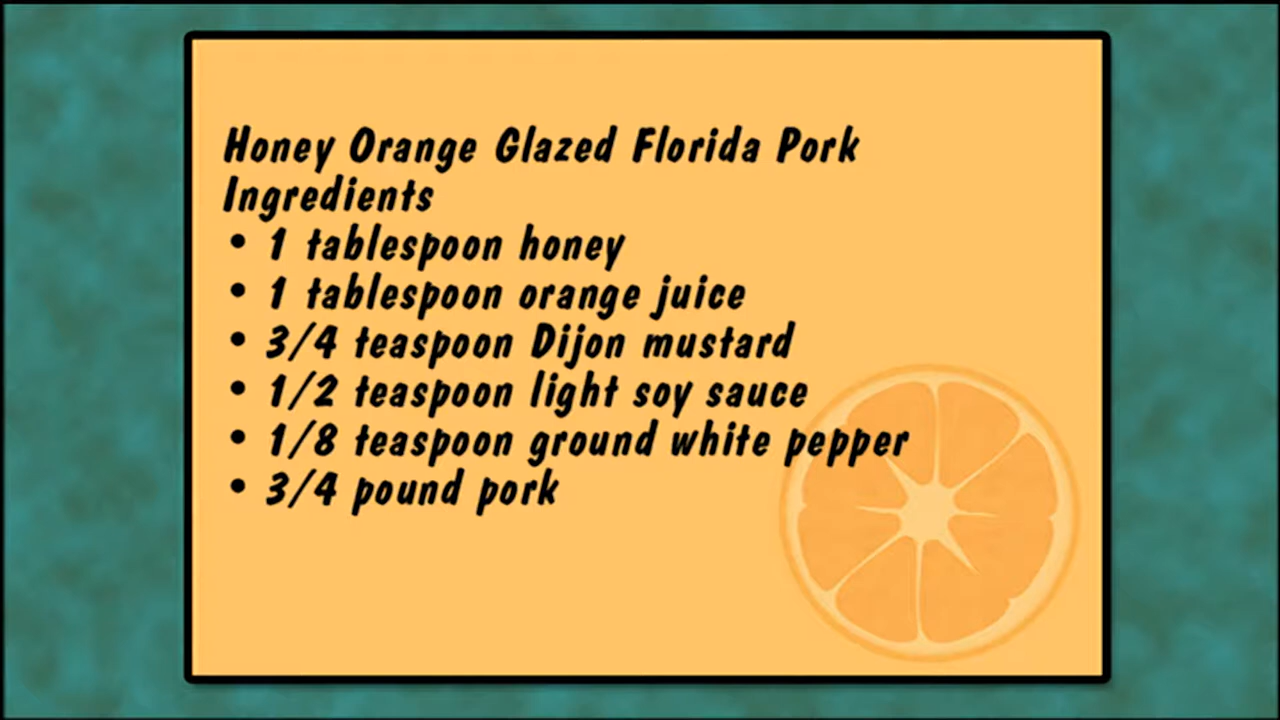 Honey Orange Glazed Florida Pork
Ingredients
• 1 tablespoon honey
• 1 tablespoon orange juice
• 3/4 teaspoon Dijon mustard
• 1/2 teaspoon light soy sauce
• 1/8 teaspoon ground white pepper
• 3/4 pound pork